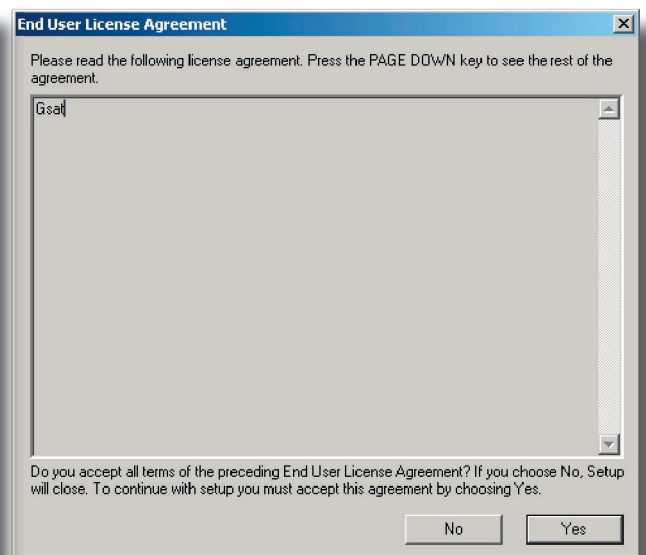 End User License Agreement
Please read the following license agreement. Press the PAGE DOWN key to see the rest of the
agreement.
Gsat
Do you accept all terms of the preceding End User License Agreement? If you choose No, Setup
will close. To continue with setup you must accept this agreement by choosing Yes.
No
Yes